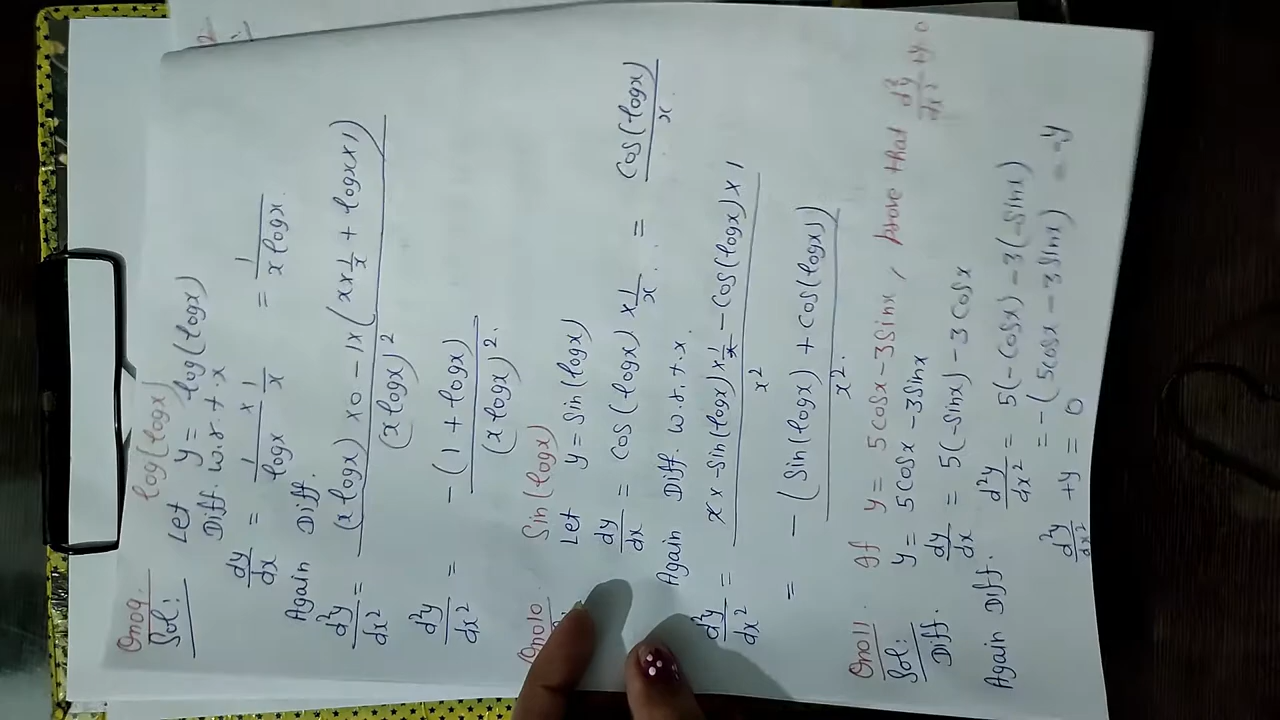 Qno9. log(logx)
Sol: Let y = log(logx)
Diff. w.r.t.x
dy/dx = 1/logx × 1/x = 1/xlogx.
Again Diff.
d²y/dx² = (xlogx)×0 - 1×(x×1/x + logx×1)/(xlogx)²
d²y/dx² = -(1+logx)/(xlogx)².
Qno10. Sin(logx)
Let y = Sin(logx)
dy/dx = cos(logx)×1/x. = Cos(logx)/x.
Again Diff. w.r.t.x.
d²y/dx² = x×-Sin(logx)×1/x - Cos(logx)×1/x²
= -(Sin(logx)+Cos(logx))/x².
Qno11. If y = 5Cosx-3Sinx, prove that d²y/dx²+y=0
Sol: y = 5Cosx-3Sinx
Diff. dy/dx = 5(-Sinx)-3Cosx
Again Diff. d²y/dx² = 5(-Cosx)-3(-Sinx)
= -(5Cosx-3Sinx) = -y
d²y/dx² +y = 0